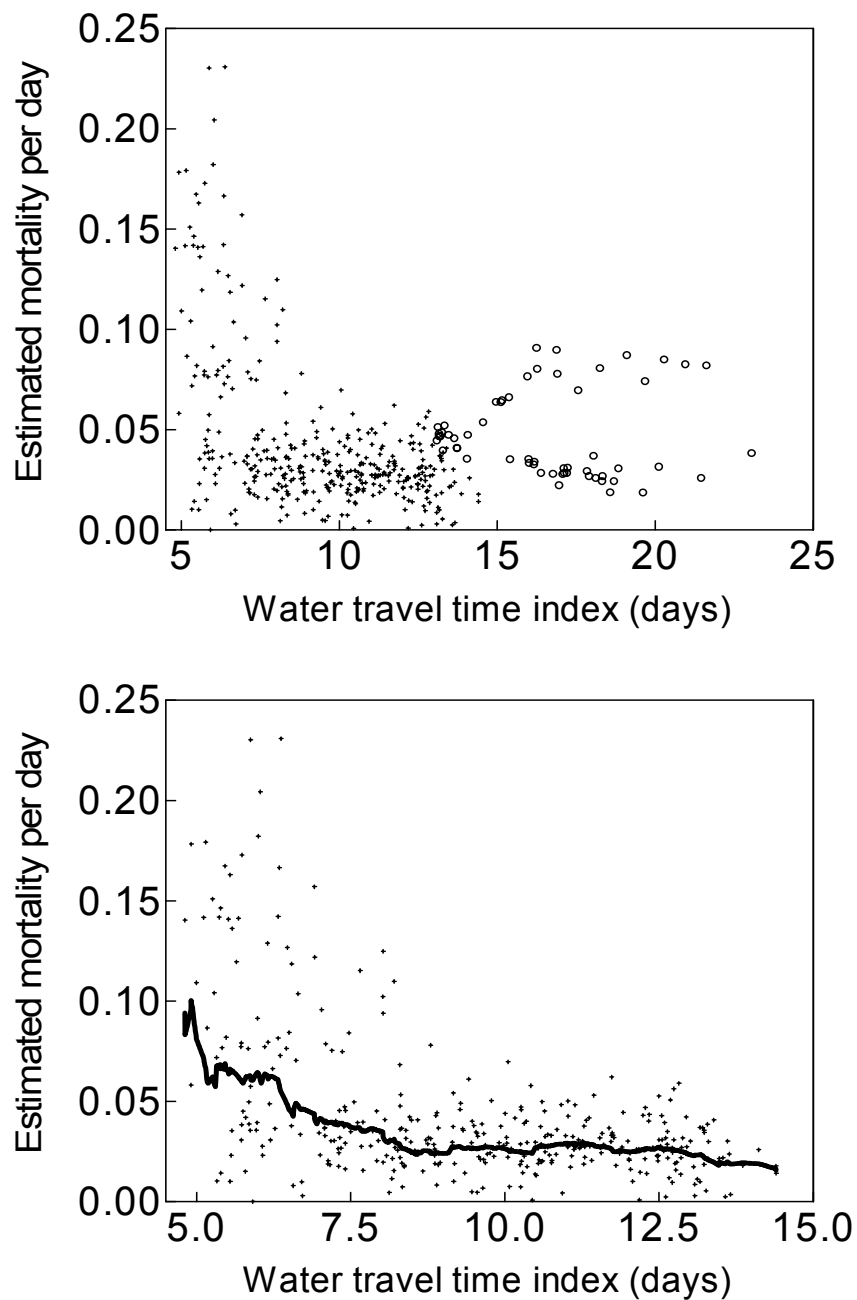 0.25
0.20
0.15
0.10
0.05
0.00
Estimated mortality per day
5 10 15 20 25
Water travel time index (days)
0.25
0.20
0.15
0.10
0.05
0.00
Estimated mortality per day
5.0 7.5 10.0 12.5 15.0
Water travel time index (days)